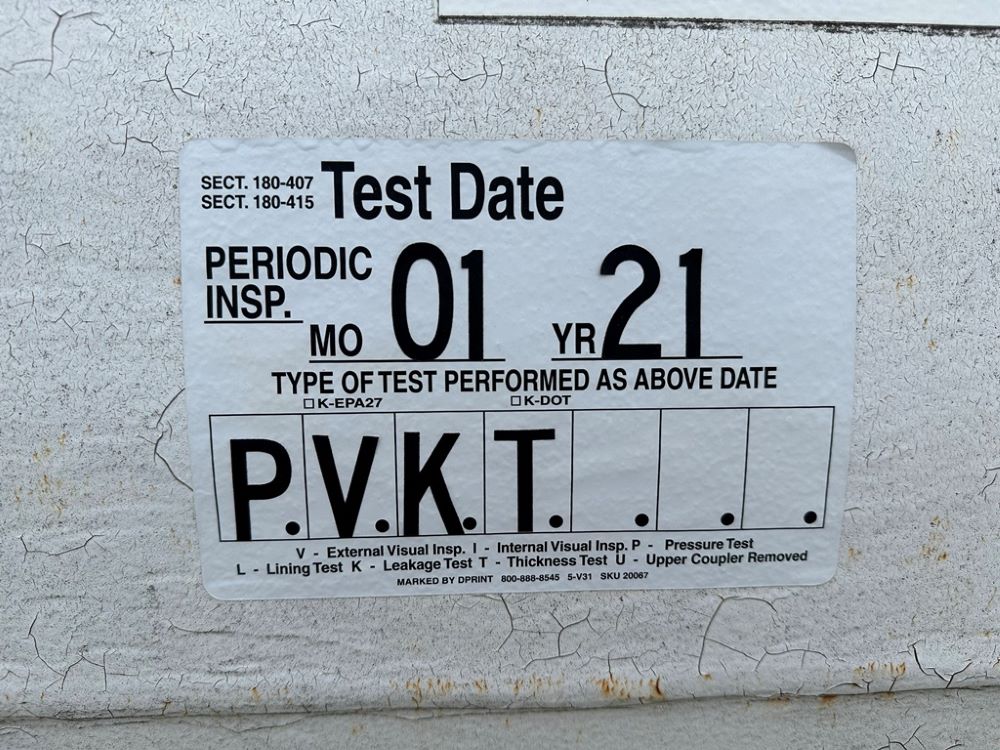 SECT. 180-407
SECT. 180-415
Test Date
PERIODIC
INSP.
MO 01 YR 21
TYPE OF TEST PERFORMED AS ABOVE DATE
☐ K-EPA27 ☐ K-DOT
P. V. K. T. . . .
V - External Visual Insp. I - Internal Visual Insp. P - Pressure Test
L - Lining Test K - Leakage Test T - Thickness Test U - Upper Coupler Removed
MARKED BY DPRINT 800-888-8545 5-V31 SKU 20067